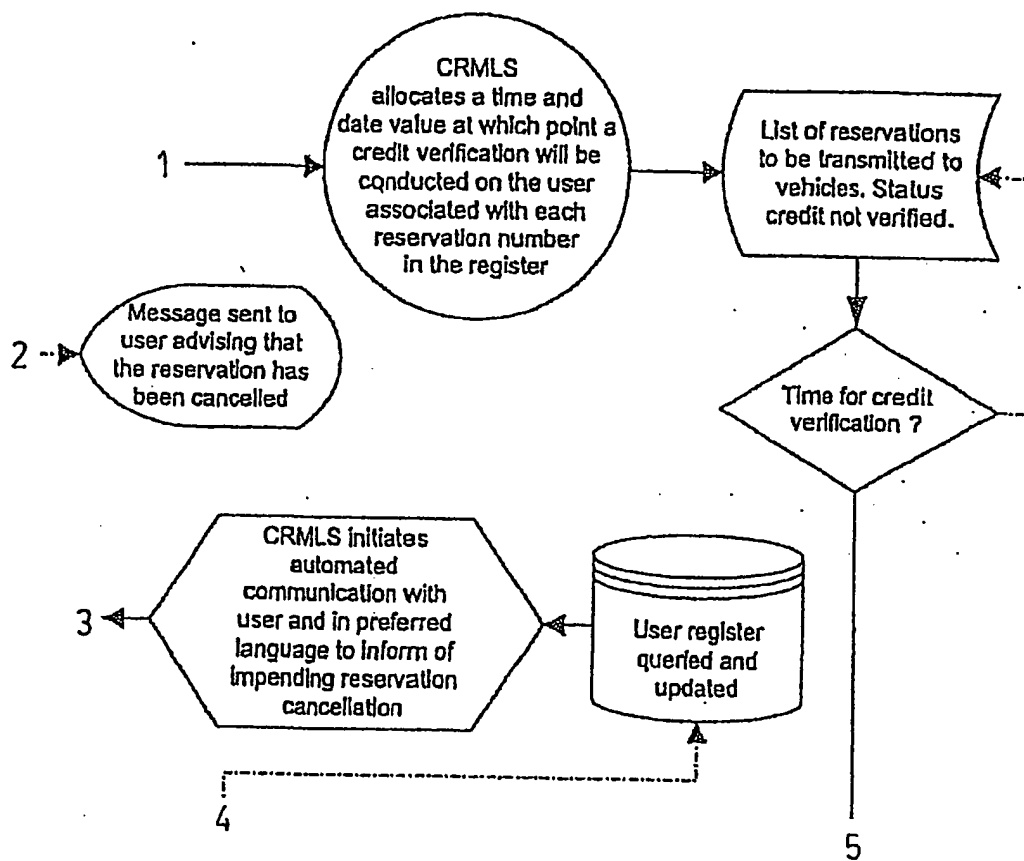 CRMLS
allocates a time and
date value at which point a
credit verification will be
conducted on the user
associated with each
reservation number
in the register
1
List of reservations
to be transmitted to
vehicles. Status
credit not verified.
Message sent to
user advising that
the reservation has
been cancelled
2
Time for credit
verification ?
CRMLS initiates
automated
communication with
user and in preferred
language to inform of
impending reservation
cancellation
3
User register
queried and
updated
4
5